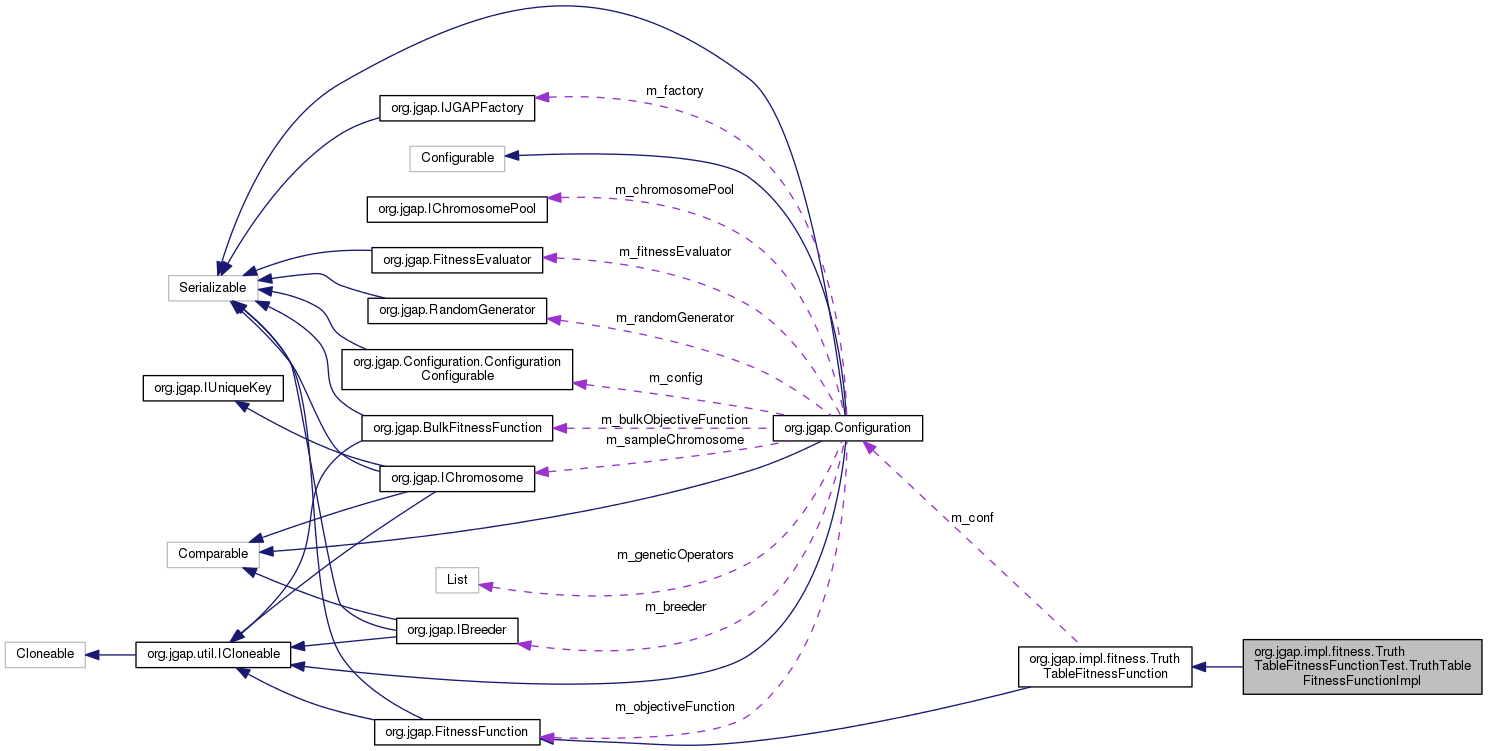 m_factory
org.jgap.IJGAPFactory
Configurable
m_chromosomePool
org.jgap.IChromosomePool
m_fitnessEvaluator
org.jgap.FitnessEvaluator
Serializable
org.jgap.RandomGenerator
m_randomGenerator
org.jgap.Configuration.Configuration
Configurable
m_config
org.jgap.IUniqueKey
org.jgap.BulkFitnessFunction
m_bulkObjectiveFunction
org.jgap.Configuration
m_sampleChromosome
org.jgap.IChromosome
m_conf
Comparable
m_geneticOperators
List
m_breeder
org.jgap.IBreeder
Cloneable
org.jgap.util.ICloneable
org.jgap.impl.fitness.Truth
TableFitnessFunction
org.jgap.impl.fitness.Truth
TableFitnessFunctionTest.TruthTable
FitnessFunctionImpl
m_objectiveFunction
org.jgap.FitnessFunction